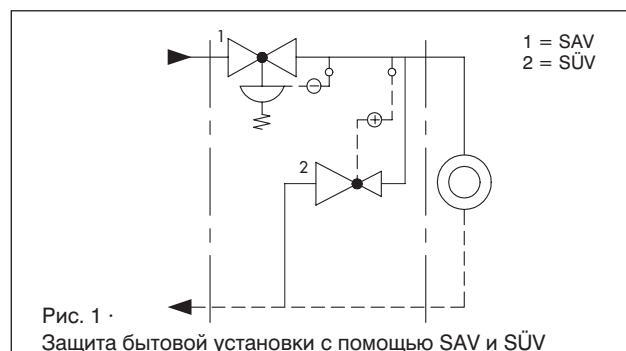 1
1 = SAV
2 = SÜV
2
Рис. 1 ·
Защита бытовой установки с помощью SAV и SÜV